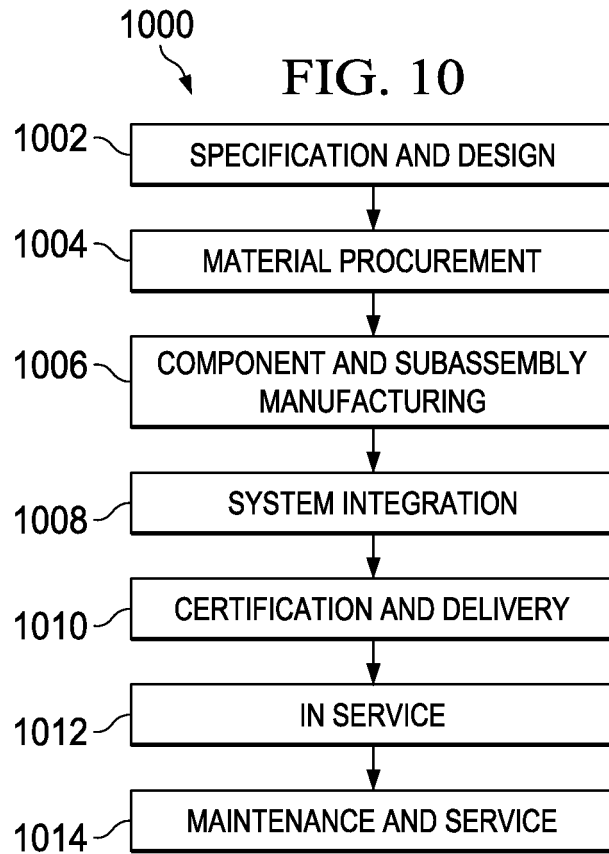 1000
FIG. 10
1002
SPECIFICATION AND DESIGN
1004
MATERIAL PROCUREMENT
1006
COMPONENT AND SUBASSEMBLY
MANUFACTURING
1008
SYSTEM INTEGRATION
1010
CERTIFICATION AND DELIVERY
1012
IN SERVICE
1014
MAINTENANCE AND SERVICE